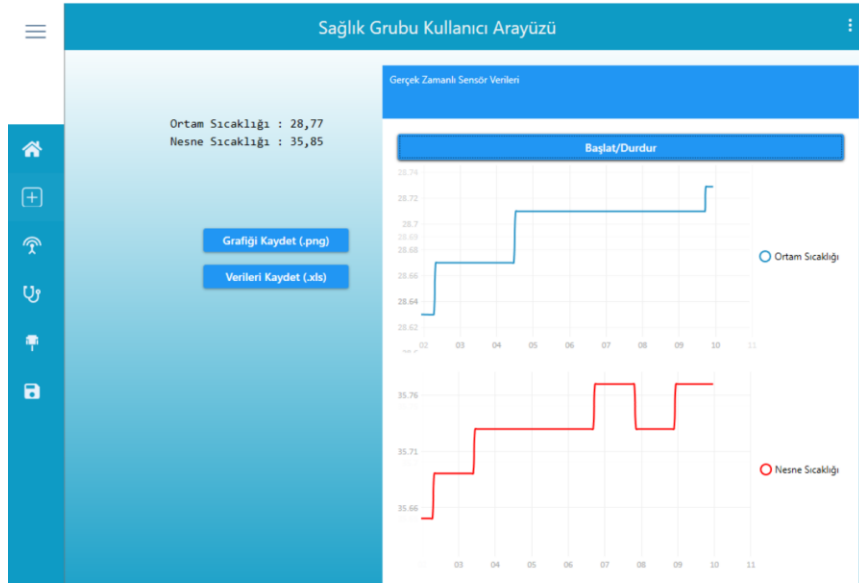 Sağlık Grubu Kullanıcı Arayüzü
Gerçek Zamanlı Sensör Verileri
Ortam Sıcaklığı : 28,77
Nesne Sıcaklığı : 35,85
Başlat/Durdur
Grafiği Kaydet (.png)
Verileri Kaydet (.xls)
28.74
28.72
28.7
28.69
28.68
28.66
28.64
28.62
02 03 04 05 06 07 08 09 10 11
Ortam Sıcaklığı
35.76
35.71
35.66
03 04 05 06 07 08 09 10 11
Nesne Sıcaklığı